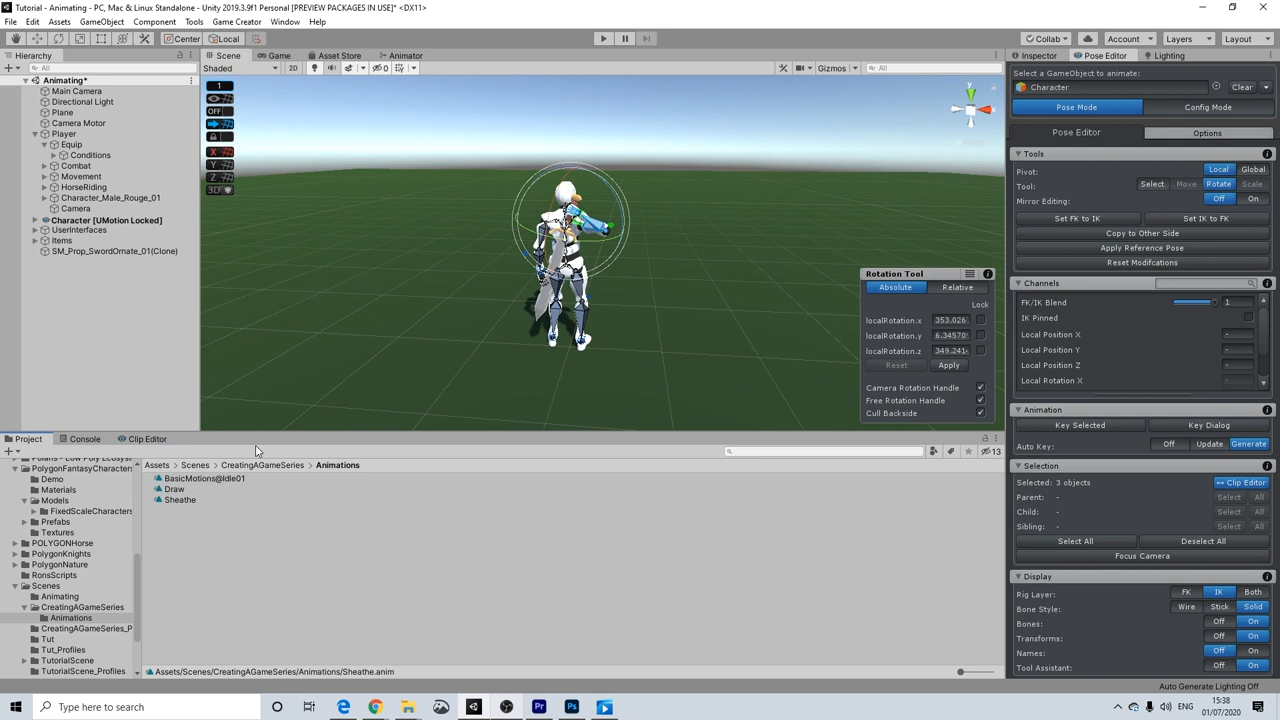 Tutorial - Animating - PC, Mac & Linux Standalone - Unity 2019.3.9f1 Personal [PREVIEW PACKAGES IN USE]* <DX11>
File Edit Assets GameObject Component Tools Game Creator Window Help
Center Local Collab Account Layers Layout
Hierarchy Scene Game Asset Store Animator Inspector Pose Editor Lighting
All Shaded 2D 0 Gizmos All
Select a GameObject to animate:
Character Clear
Pose Mode Config Mode
Pose Editor Options
Animating*
Main Camera
Directional Light
Plane
Camera Motor
Player
Equip
Conditions
Combat
Movement
HorseRiding
Character_Male_Rouge_01
Camera
Character [UMotion Locked]
UserInterfaces
Items
SM_Prop_SwordOrnate_01(Clone)
1
OFF
X
Y
Z
3D
y
Rotation Tool
Absolute Relative
Lock
localRotation.x 353.026
localRotation.y 6.34570
localRotation.z 349.241
Reset Apply
Camera Rotation Handle
Free Rotation Handle
Cull Backside
Tools
Pivot: Local Global
Tool: Select Move Rotate Scale
Mirror Editing: Off On
Set FK to IK Set IK to FK
Copy to Other Side
Apply Reference Pose
Reset Modifcations
Channels
FK/IK Blend 1
IK Pinned
Local Position X -
Local Position Y -
Local Position Z -
Local Rotation X -
Animation
Key Selected Key Dialog
Auto Key: Off Update Generate
Selection
Selected: 3 objects Clip Editor
Parent: - Select All
Child: - Select All
Sibling: - Select All
Select All Deselect All
Focus Camera
Display
Rig Layer: FK IK Both
Bone Style: Wire Stick Solid
Bones: Off On
Transforms: Off On
Names: Off On
Tool Assistant: Off On
Project Console Clip Editor
13
Assets > Scenes > CreatingAGameSeries > Animations
PolygonFantasyCharacters
Demo
Materials
Models
FixedScaleCharacters
Prefabs
Textures
POLYGONHorse
PolygonKnights
PolygonNature
RonsScripts
Scenes
Animating
CreatingAGameSeries
Animations
CreatingAGameSeries_P
Tut
Tut_Profiles
TutorialScene
TutorialScene_Profiles
BasicMotions@Idle01
Draw
Sheathe
Assets/Scenes/CreatingAGameSeries/Animations/Sheathe.anim
Auto Generate Lighting Off
Type here to search
ENG
15:38
01/07/2020